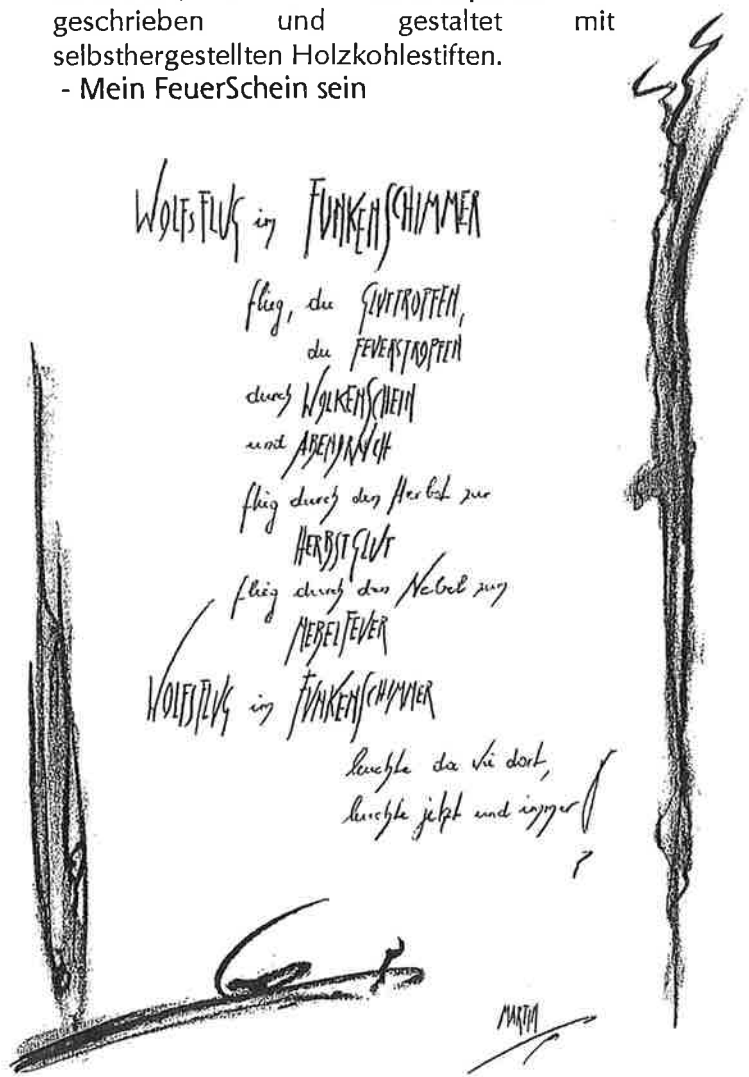 geschrieben und gestaltet mit
selbsthergestellten Holzkohlestiften.
- Mein FeuerSchein sein
WOLFSFLUG im FUNKENSCHIMMER
flieg, du GLUTTROPFEN,
du FEUERSTROPFEN
durch WOLKENSCHEIN
und ABENDRAUCH
flieg durch den Herbst zur
HERBSTGLUT
flieg durch den Nebel zum
NEBELFEUER
WOLFSFLUG im FUNKENSCHIMMER
leuchte da wie dort,
leuchte jetzt und immer!
MARTIN